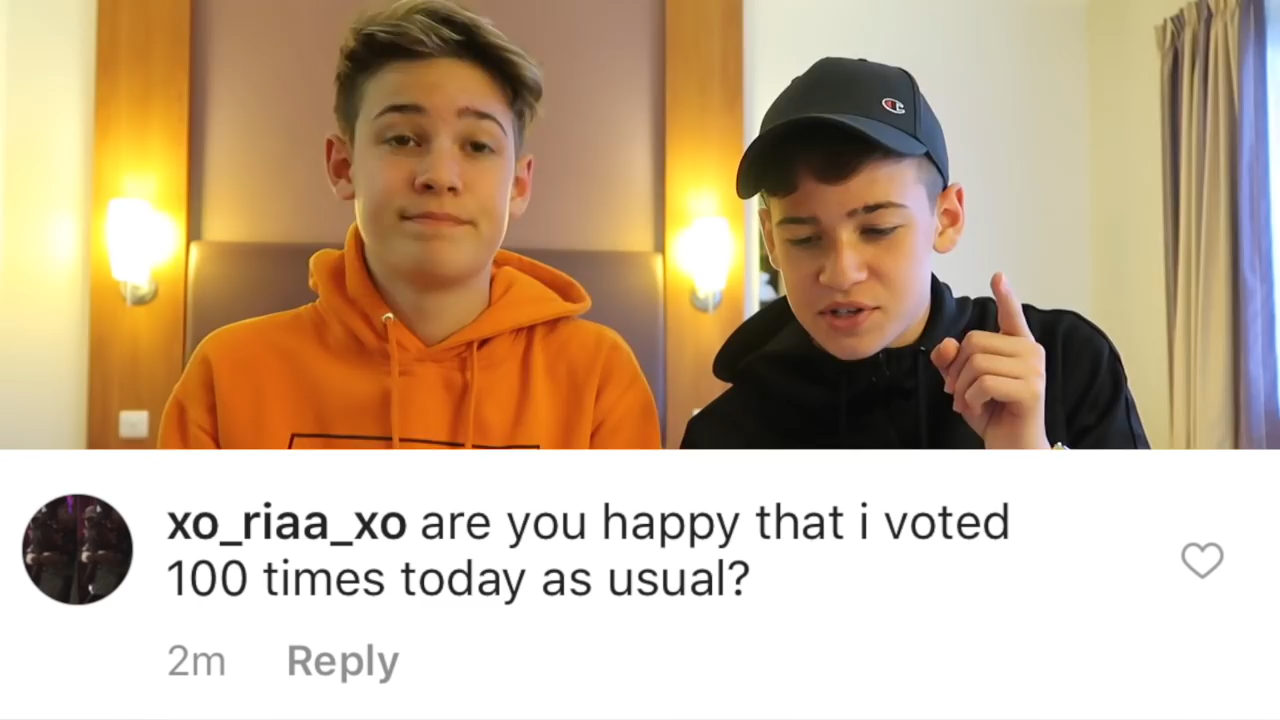 xo_riaa_xo are you happy that i voted
100 times today as usual?
2m Reply